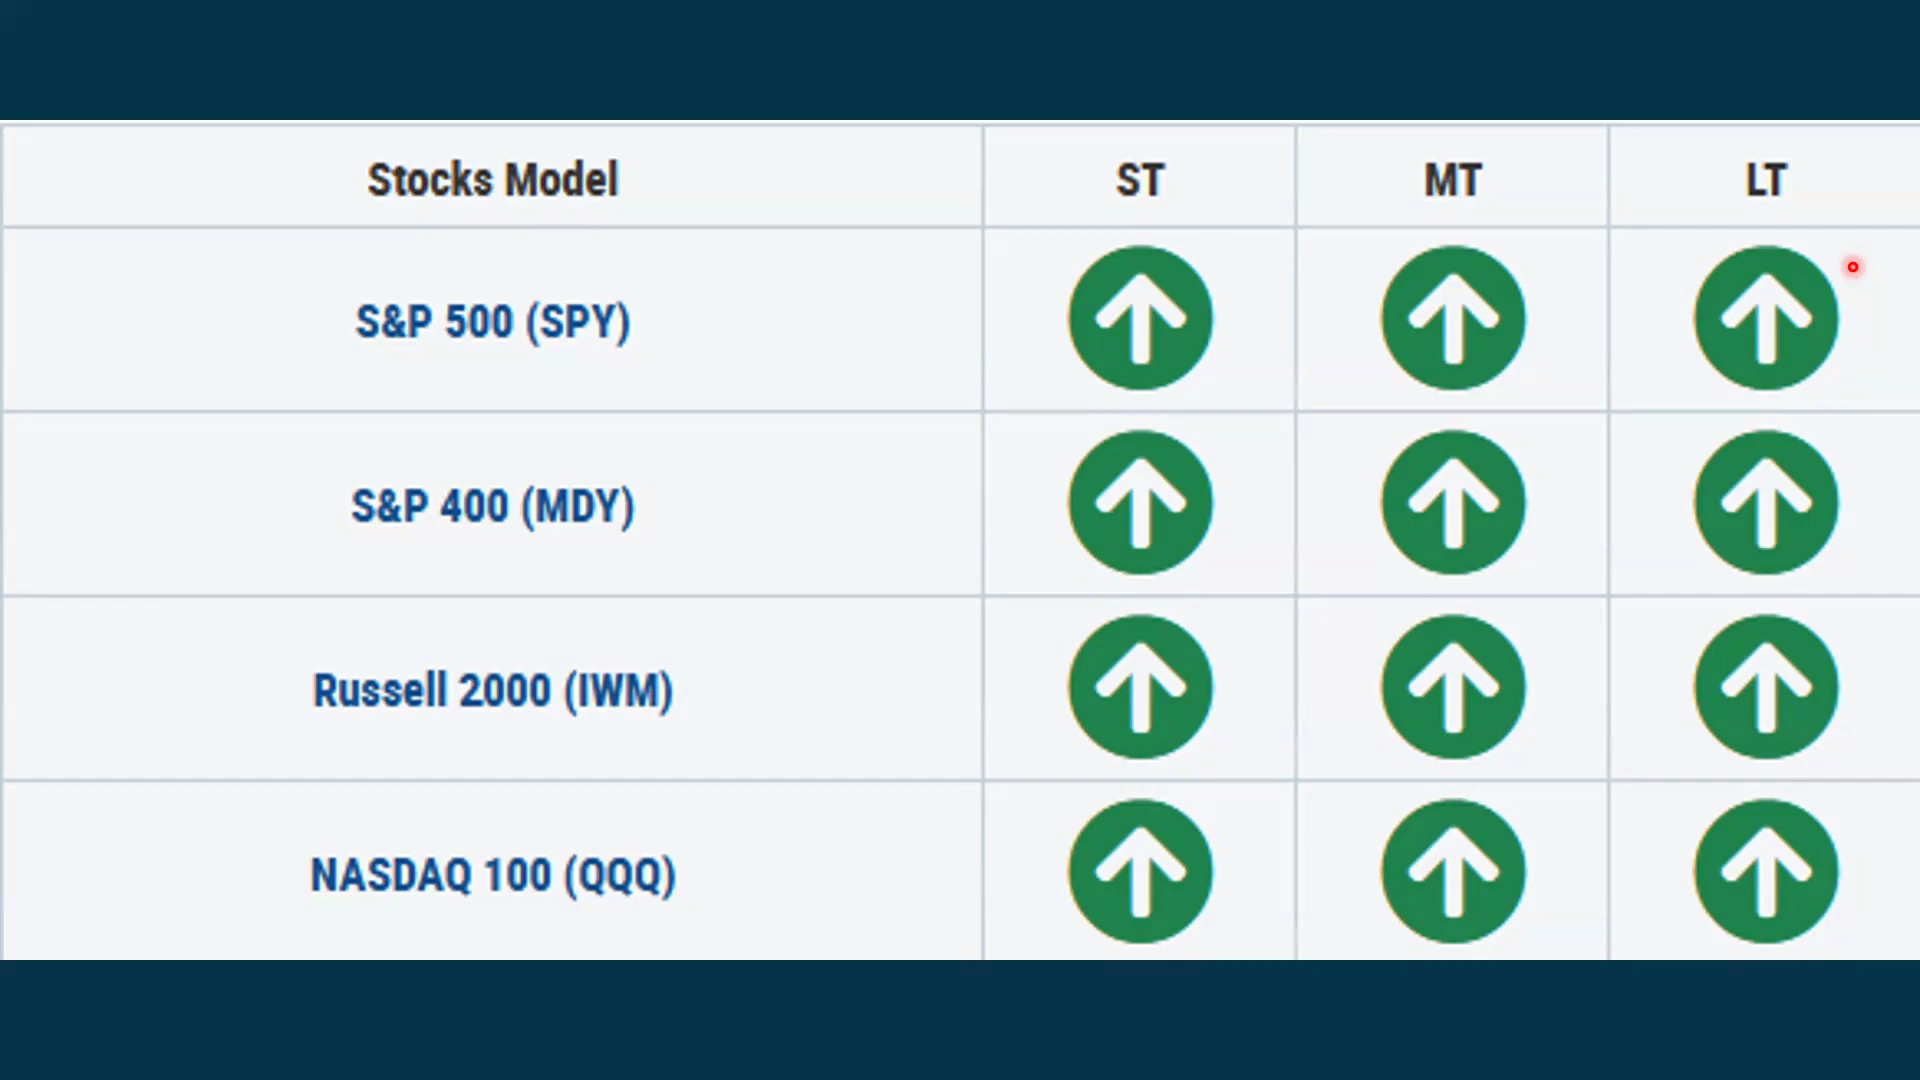 Stocks Model ST MT LT
S&P 500 (SPY)
S&P 400 (MDY)
Russell 2000 (IWM)
NASDAQ 100 (QQQ)